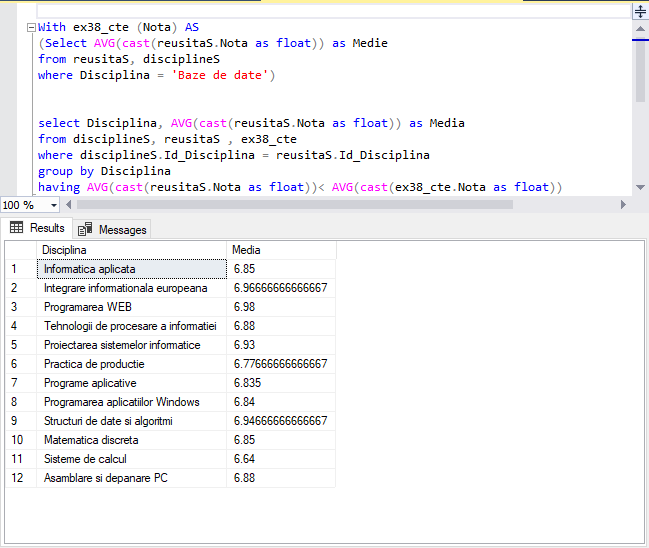 With ex38_cte (Nota) AS
(Select AVG(cast(reusitaS.Nota as float)) as Medie
from reusitaS, disciplineS
where Disciplina = 'Baze de date')
select Disciplina, AVG(cast(reusitaS.Nota as float)) as Media
from disciplineS, reusitaS , ex38_cte
where disciplineS.Id_Disciplina = reusitaS.Id_Disciplina
group by Disciplina
having AVG(cast(reusitaS.Nota as float))< AVG(cast(ex38_cte.Nota as float))
100 %
Results Messages
Disciplina Media
1 Informatica aplicata 6.85
2 Integrare informationala europeana 6.96666666666667
3 Programarea WEB 6.98
4 Tehnologii de procesare a informatiei 6.88
5 Proiectarea sistemelor informatice 6.93
6 Practica de productie 6.77666666666667
7 Programe aplicative 6.835
8 Programarea aplicatiilor Windows 6.84
9 Structuri de date si algoritmi 6.94666666666667
10 Matematica discreta 6.85
11 Sisteme de calcul 6.64
12 Asamblare si depanare PC 6.88